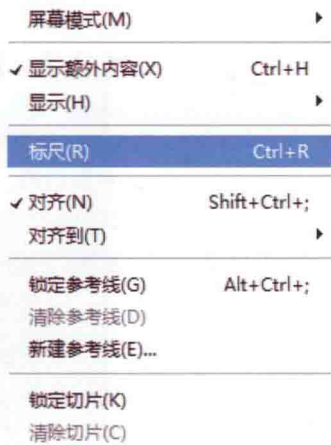 屏幕模式(M)
✓ 显示额外内容(X) Ctrl+H
显示(H)
标尺(R) Ctrl+R
✓ 对齐(N) Shift+Ctrl+;
对齐到(T)
锁定参考线(G) Alt+Ctrl+;
清除参考线(D)
新建参考线(E)...
锁定切片(K)
清除切片(C)